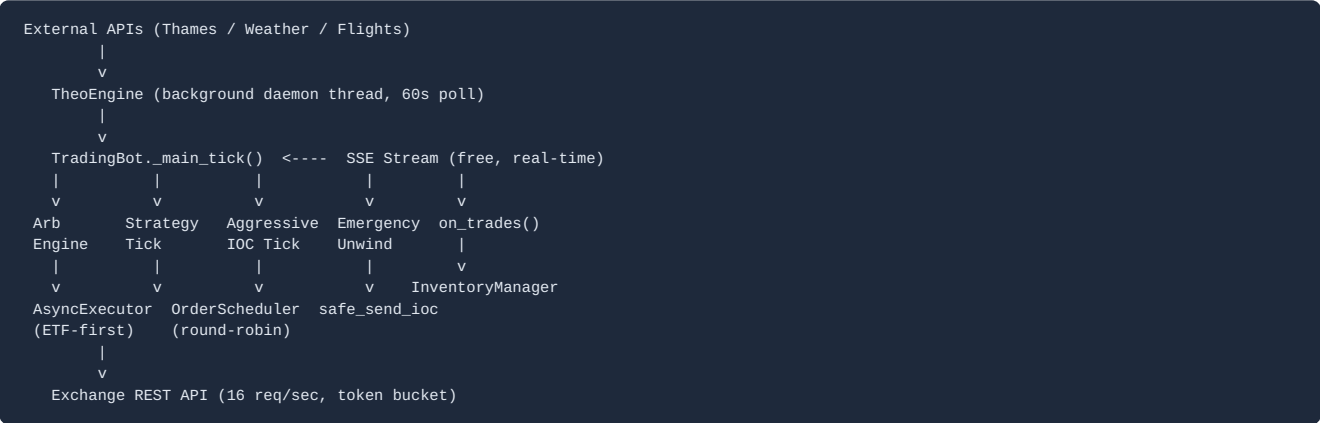 External APIs (Thames / Weather / Flights)
|
v
TheoEngine (background daemon thread, 60s poll)
|
v
TradingBot._main_tick()  <----  SSE Stream (free, real-time)
|          |          |           |         |
v          v          v           v         v
Arb       Strategy   Aggressive  Emergency  on_trades()
Engine    Tick       IOC Tick    Unwind       |
|          |          |           |         v
v          v          v           v    InventoryManager
AsyncExecutor  OrderScheduler  safe_send_ioc
(ETF-first)    (round-robin)
|
v
Exchange REST API (16 req/sec, token bucket)